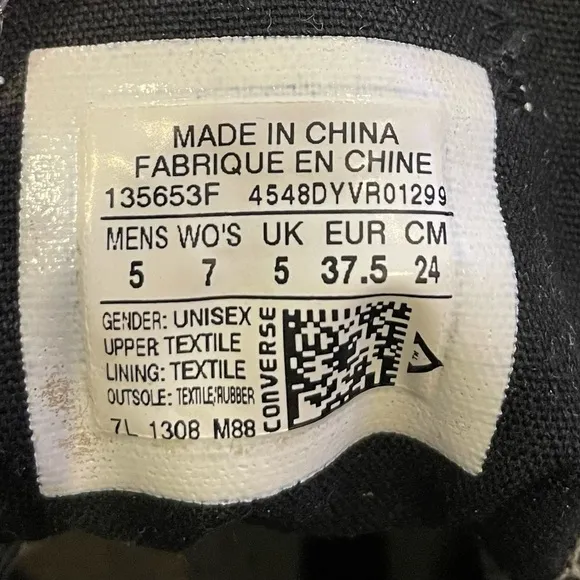 MADE IN CHINA
FABRIQUE EN CHINE
135653F 4548DYVR01299
MENS WO'S UK EUR CM
5 7 5 37.5 24
GENDER: UNISEX
UPPER TEXTILE
LINING: TEXTILE
OUTSOLE: TEXTILE/RUBBER
7L 1308 M88
CONVERSE
TM